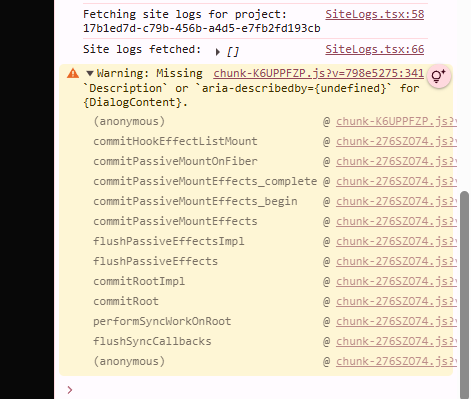 Fetching site logs for project: SiteLogs.tsx:58
17b1ed7d-c79b-456b-a4d5-e7fb2fd193cb
Site logs fetched: ▶ [] SiteLogs.tsx:66
▼Warning: Missing chunk-K6UPPFZP.js?v=798e5275:341
`Description` or `aria-describedby={undefined}` for
{DialogContent}.
(anonymous) @ chunk-K6UPPFZP.js?
commitHookEffectListMount @ chunk-276SZO74.js?
commitPassiveMountOnFiber @ chunk-276SZO74.js?
commitPassiveMountEffects_complete @ chunk-276SZO74.js?
commitPassiveMountEffects_begin @ chunk-276SZO74.js?
commitPassiveMountEffects @ chunk-276SZO74.js?
flushPassiveEffectsImpl @ chunk-276SZO74.js?
flushPassiveEffects @ chunk-276SZO74.js?
commitRootImpl @ chunk-276SZO74.js?
commitRoot @ chunk-276SZO74.js?
performSyncWorkOnRoot @ chunk-276SZO74.js?
flushSyncCallbacks @ chunk-276SZO74.js?
(anonymous) @ chunk-276SZO74.js?
>